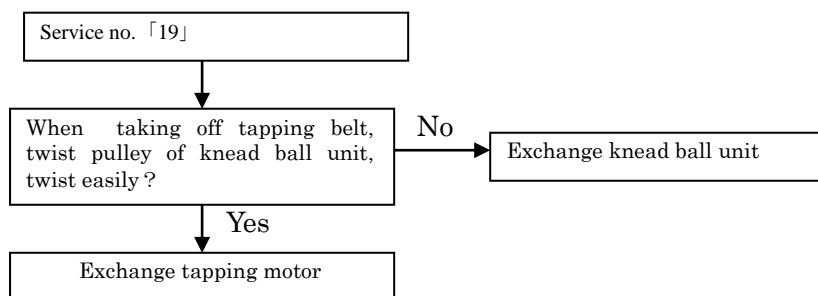 Service no.「19」
When taking off tapping belt,
twist pulley of knead ball unit,
twist easily？
No
Exchange knead ball unit
Yes
Exchange tapping motor